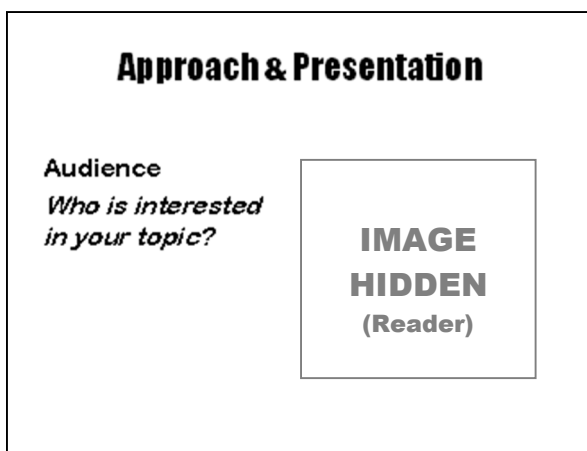 Approach & Presentation
Audience
Who is interested
in your topic?
IMAGE
HIDDEN
(Reader)